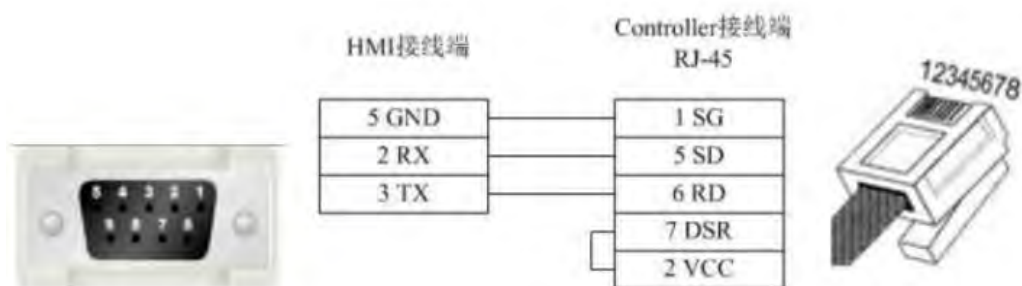 HMI接线端
Controller接线端
RJ-45
12345678
5 GND
1 SG
2 RX
5 SD
3 TX
6 RD
7 DSR
2 VCC
5 4 3 2 1
9 8 7 6